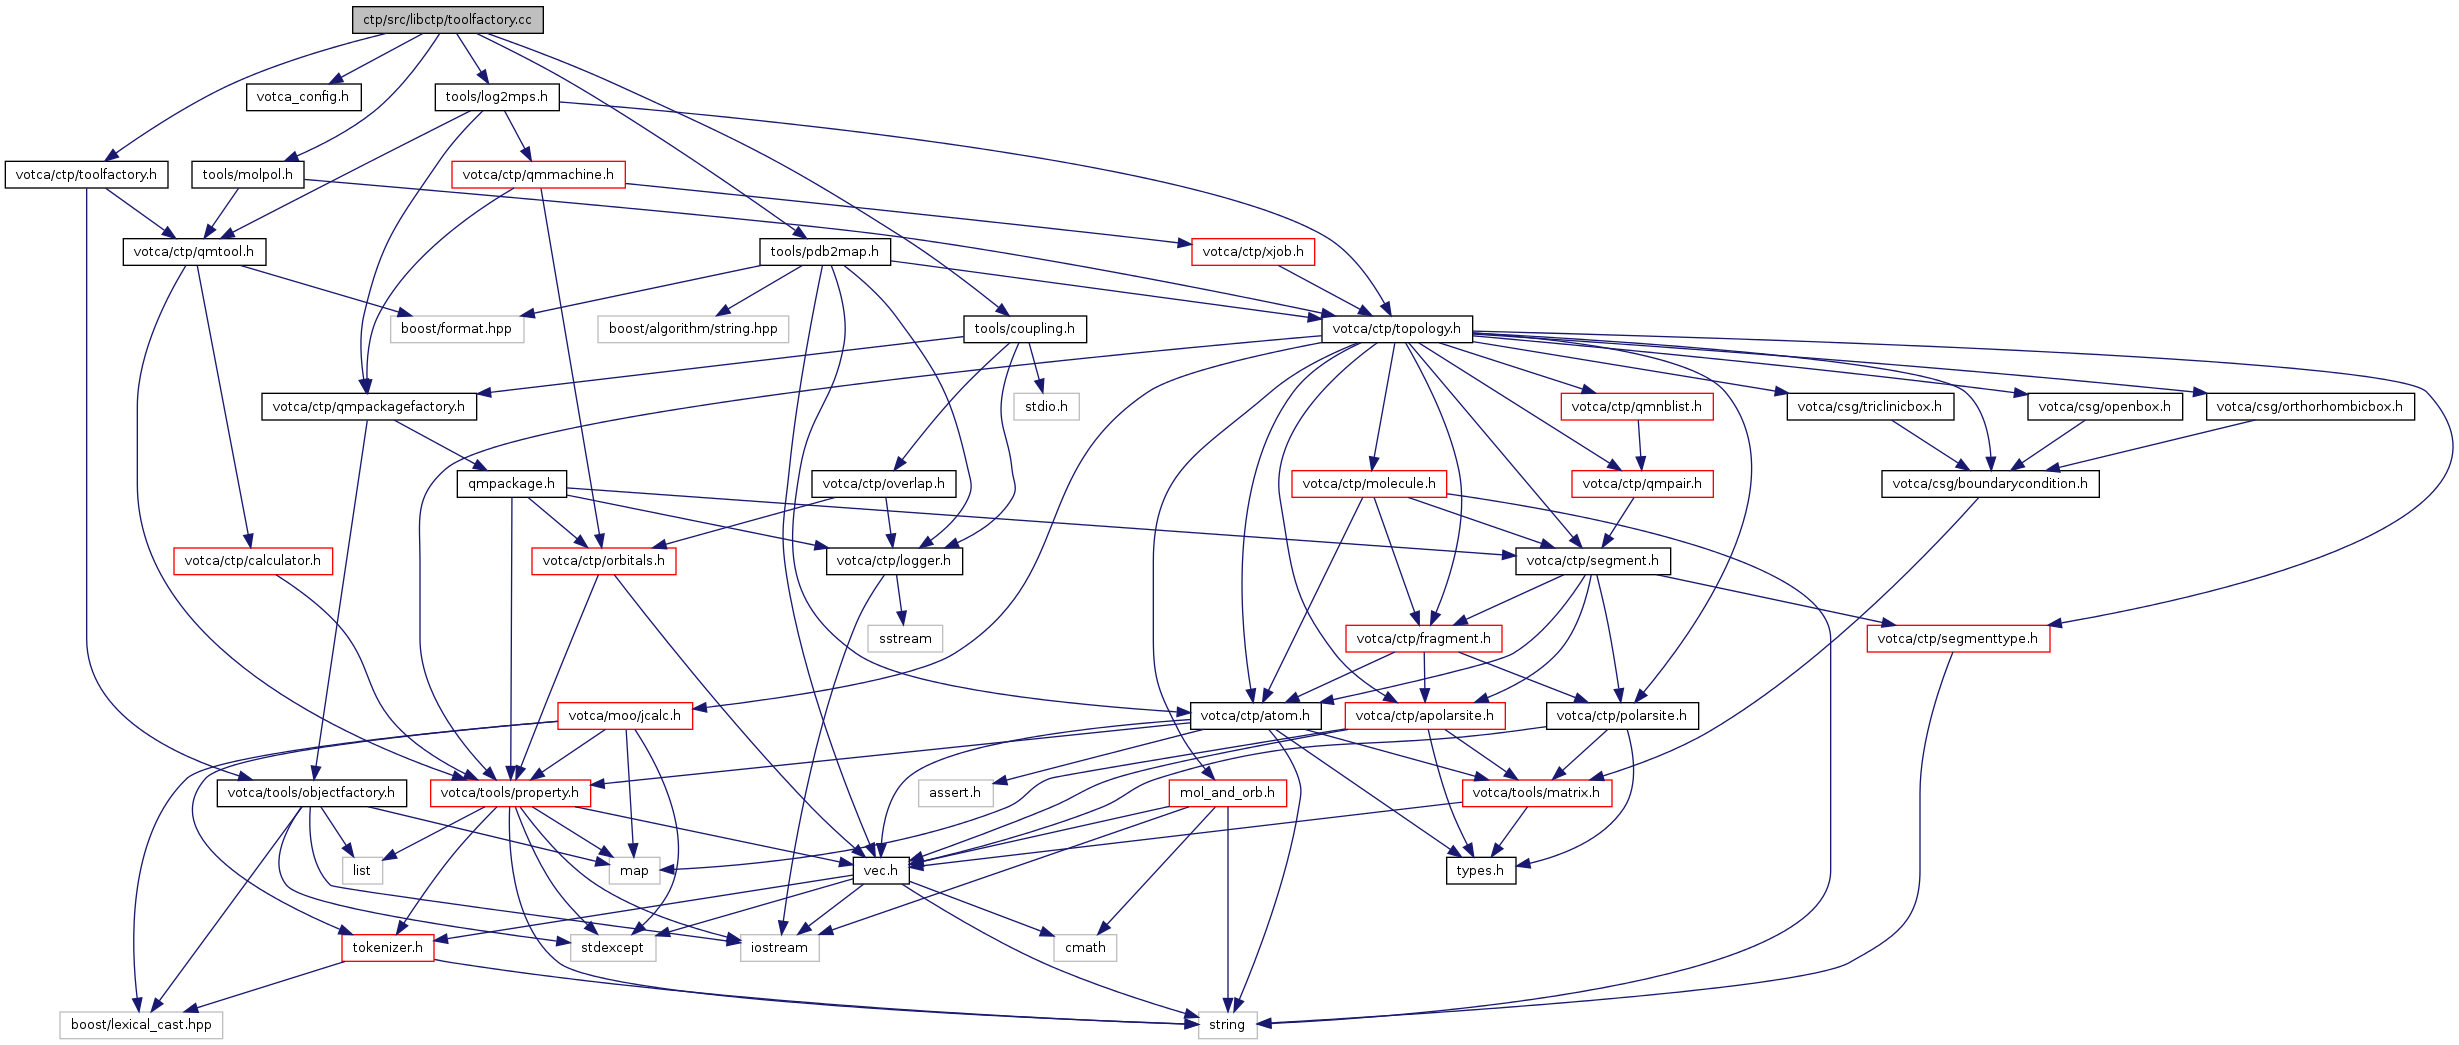 ctp/src/libctp/toolfactory.cc
votca_config.h
tools/log2mps.h
votca/ctp/toolfactory.h
tools/molpol.h
votca/ctp/qmmachine.h
votca/ctp/qmtool.h
tools/pdb2map.h
votca/ctp/xjob.h
boost/format.hpp
boost/algorithm/string.hpp
tools/coupling.h
votca/ctp/topology.h
votca/ctp/qmpackagefactory.h
stdio.h
votca/ctp/qmnblist.h
votca/csg/triclinicbox.h
votca/csg/openbox.h
votca/csg/orthorhombicbox.h
qmpackage.h
votca/ctp/overlap.h
votca/ctp/molecule.h
votca/ctp/qmpair.h
votca/csg/boundarycondition.h
votca/ctp/calculator.h
votca/ctp/orbitals.h
votca/ctp/logger.h
votca/ctp/segment.h
sstream
votca/ctp/fragment.h
votca/ctp/segmenttype.h
votca/moo/jcalc.h
votca/ctp/atom.h
votca/ctp/apolarsite.h
votca/ctp/polarsite.h
votca/tools/objectfactory.h
votca/tools/property.h
assert.h
mol_and_orb.h
votca/tools/matrix.h
list
map
vec.h
types.h
tokenizer.h
stdexcept
iostream
cmath
boost/lexical_cast.hpp
string